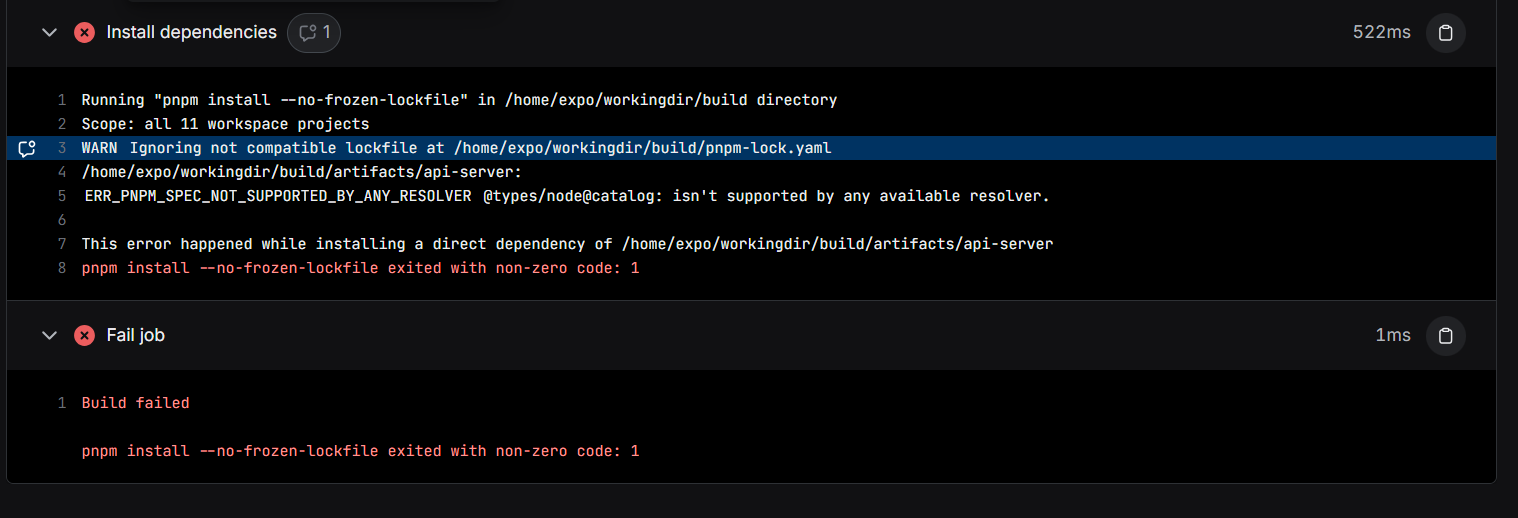 Install dependencies 1 522ms
1 Running "pnpm install --no-frozen-lockfile" in /home/expo/workingdir/build directory
2 Scope: all 11 workspace projects
3 WARN Ignoring not compatible lockfile at /home/expo/workingdir/build/pnpm-lock.yaml
4 /home/expo/workingdir/build/artifacts/api-server:
5 ERR_PNPM_SPEC_NOT_SUPPORTED_BY_ANY_RESOLVER @types/node@catalog: isn't supported by any available resolver.
6
7 This error happened while installing a direct dependency of /home/expo/workingdir/build/artifacts/api-server
8 pnpm install --no-frozen-lockfile exited with non-zero code: 1
Fail job 1ms
1 Build failed
pnpm install --no-frozen-lockfile exited with non-zero code: 1